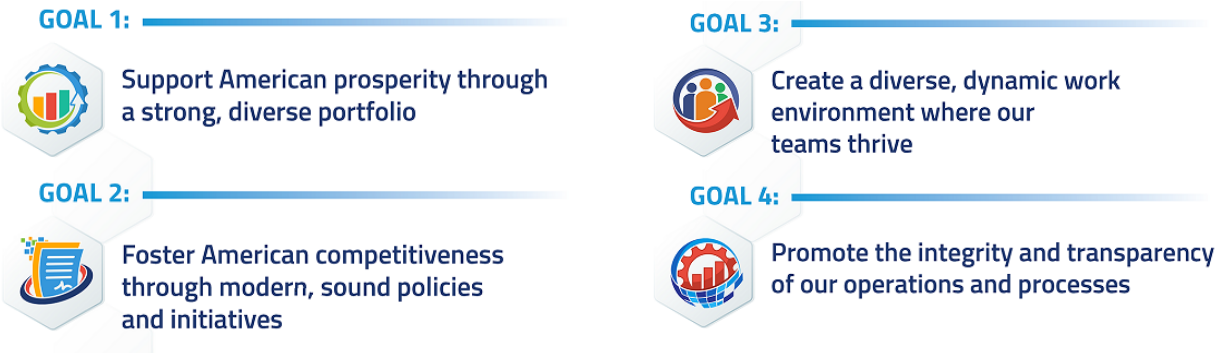 GOAL 1:
Support American prosperity through
a strong, diverse portfolio
GOAL 2:
Foster American competitiveness
through modern, sound policies
and initiatives
GOAL 3:
Create a diverse, dynamic work
environment where our
teams thrive
GOAL 4:
Promote the integrity and transparency
of our operations and processes